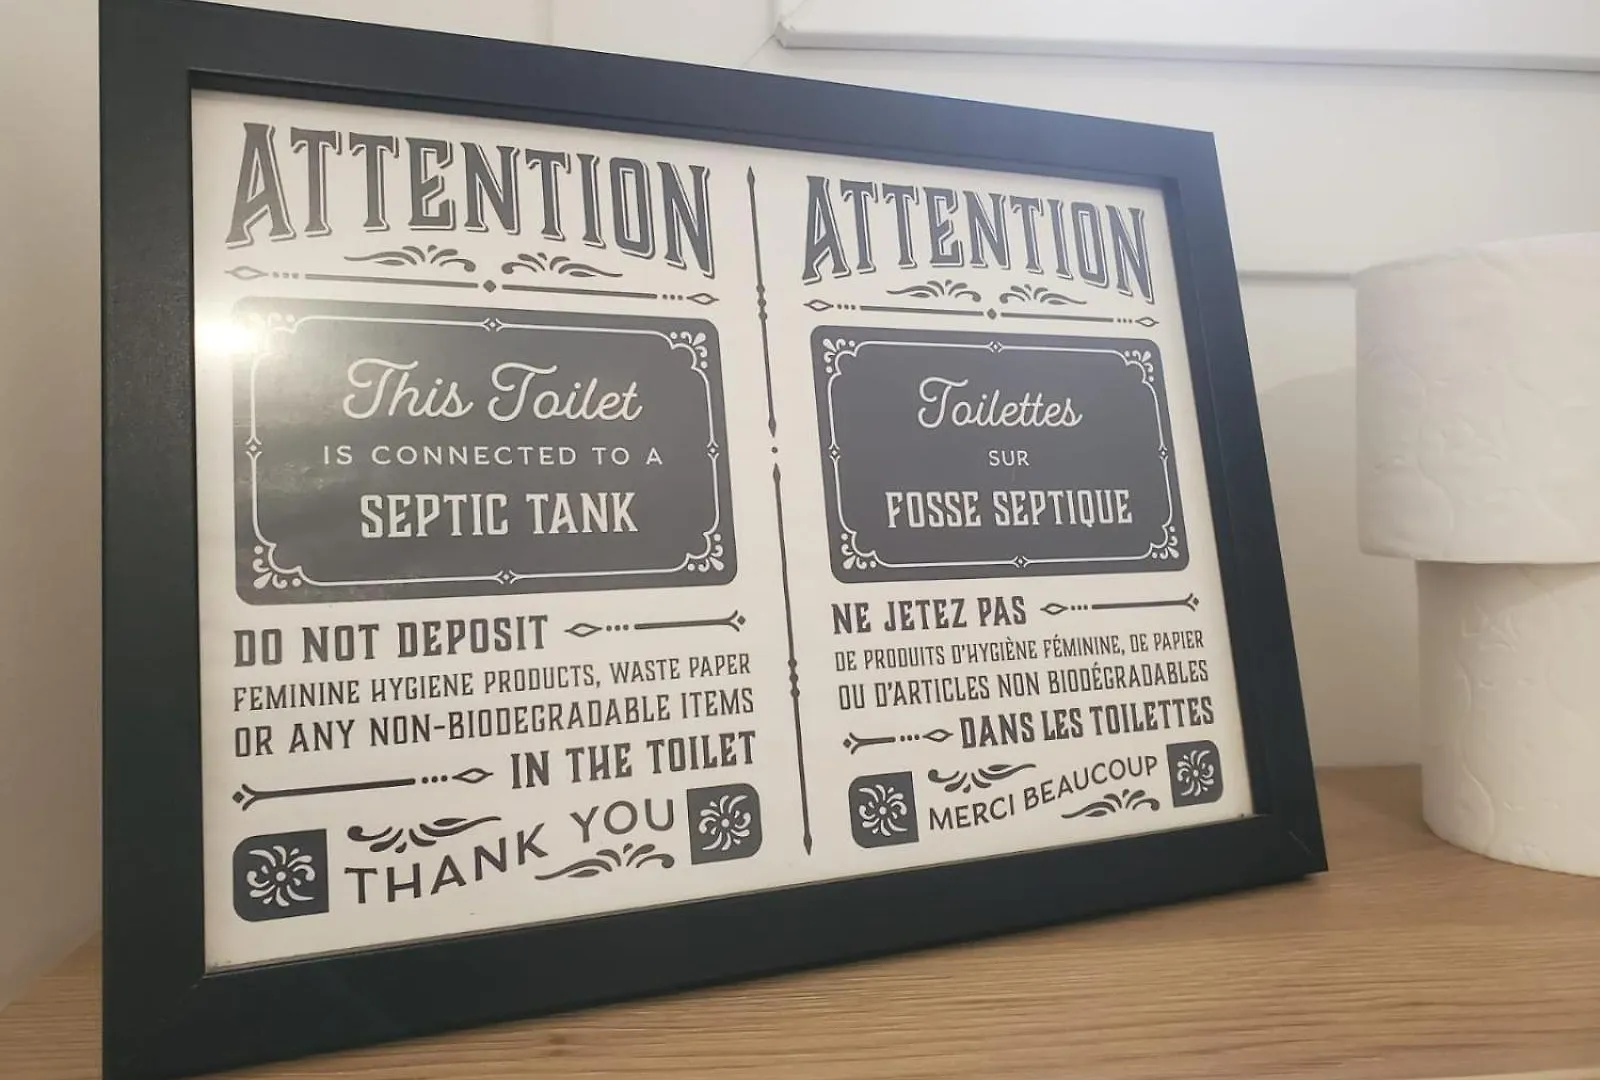 ATTENTION
This Toilet
IS CONNECTED TO A
SEPTIC TANK
DO NOT DEPOSIT
FEMININE HYGIENE PRODUCTS, WASTE PAPER
OR ANY NON-BIODEGRADABLE ITEMS
IN THE TOILET
THANK YOU
ATTENTION
Toilettes
SUR
FOSSE SEPTIQUE
NE JETEZ PAS
DE PRODUITS D'HYGIÈNE FÉMININE, DE PAPIER
OU D'ARTICLES NON BIODÉGRADABLES
DANS LES TOILETTES
MERCI BEAUCOUP